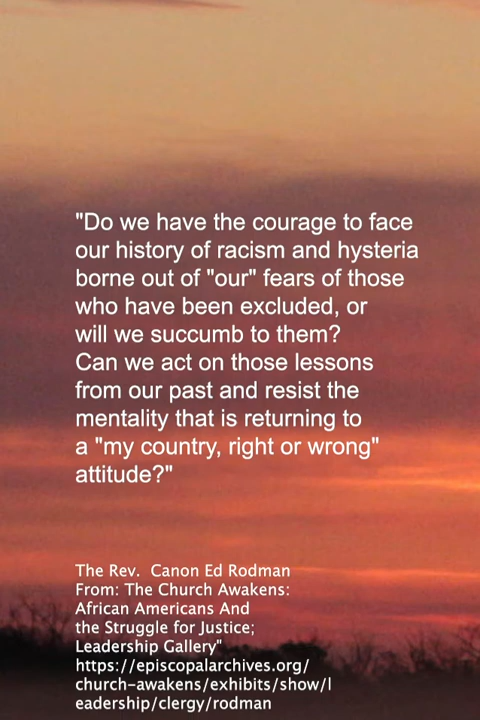 "Do we have the courage to face
our history of racism and hysteria
borne out of "our" fears of those
who have been excluded, or
will we succumb to them?
Can we act on those lessons
from our past and resist the
mentality that is returning to
a "my country, right or wrong"
attitude?"
The Rev.  Canon Ed Rodman
From: The Church Awakens:
African Americans And
the Struggle for Justice;
Leadership Gallery"
https://episcopalarchives.org/
church-awakens/exhibits/show/l
eadership/clergy/rodman